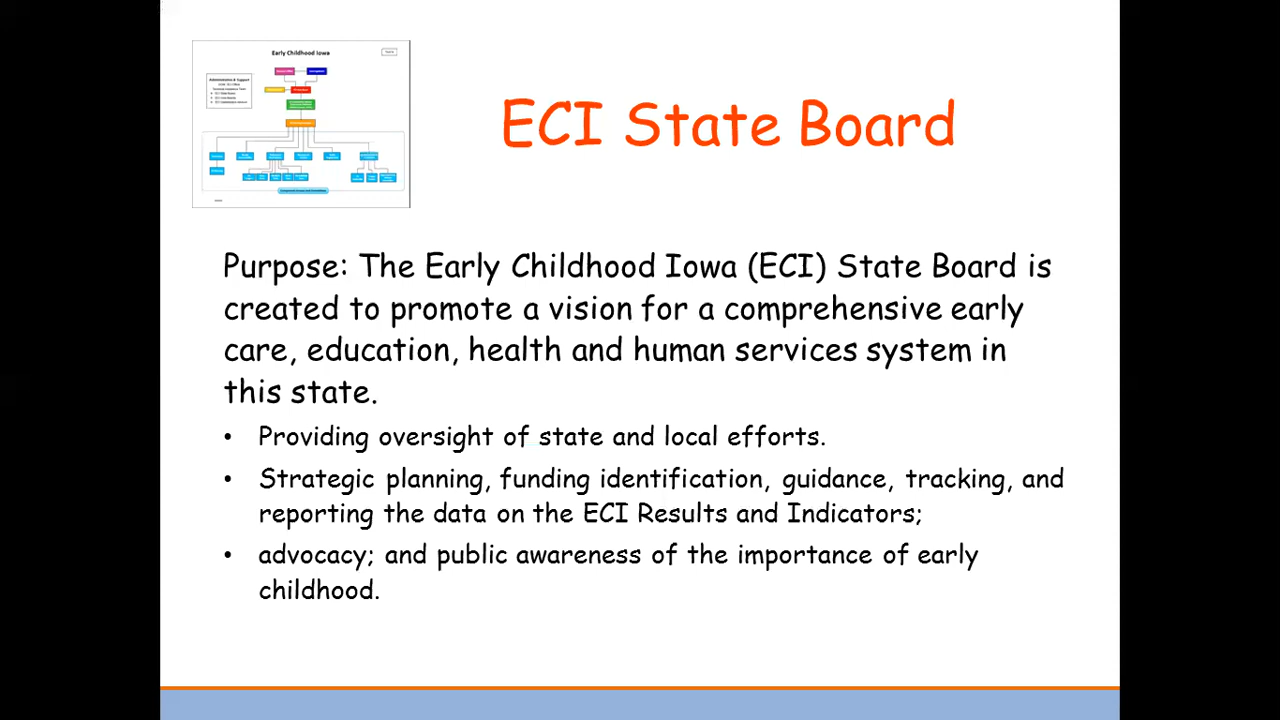 Early Childhood Iowa
ECI State Board
Purpose: The Early Childhood Iowa (ECI) State Board is
created to promote a vision for a comprehensive early
care, education, health and human services system in
this state.
• Providing oversight of state and local efforts.
• Strategic planning, funding identification, guidance, tracking, and
reporting the data on the ECI Results and Indicators;
• advocacy; and public awareness of the importance of early
childhood.